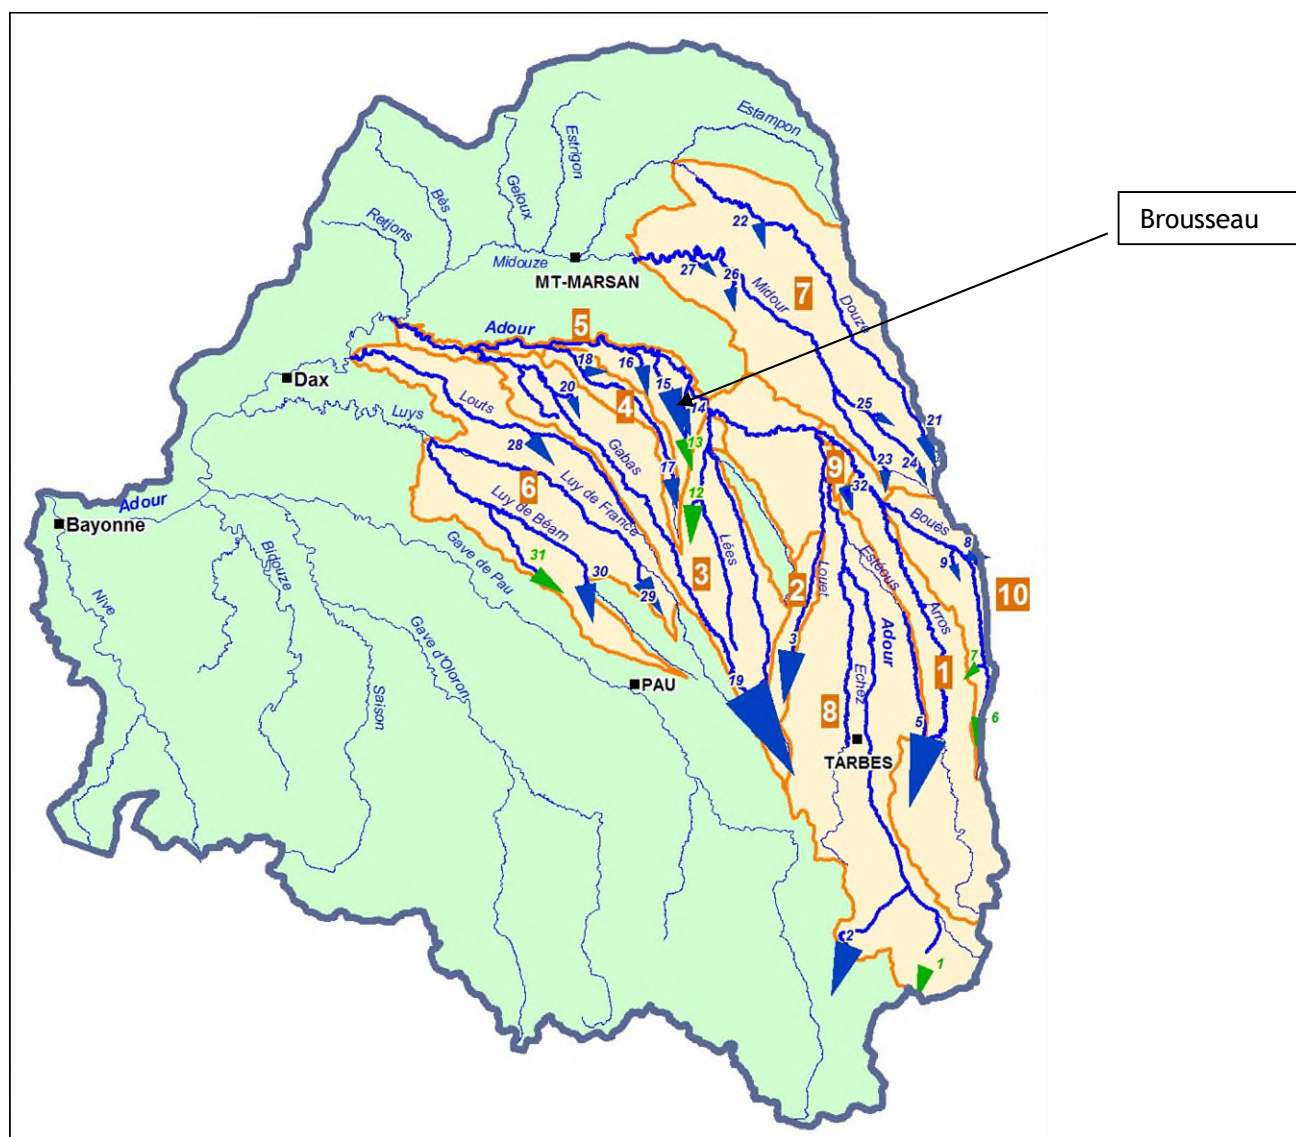 Estampon
Estrigon
Geloux
Bès
Retjons
Brousseau
22
Midouze
MT-MARSAN
27
26
7
Midour
Douze
Adour
5
18
16
15
14
Dax
20
4
Louts
Luys
25
21
28
Gabas
13
17
23
24
9
32
6
Luy de France
Luy de Béarn
12
Bouès
Adour
Bayonne
Gave de Pau
31
30
29
3
Lées
2
Louet
Estéous
Arros
8
9
10
Bidouze
Nive
Gave d'Oloron
Saison
PAU
19
3
Echez
Adour
1
7
6
8
5
TARBES
2
1